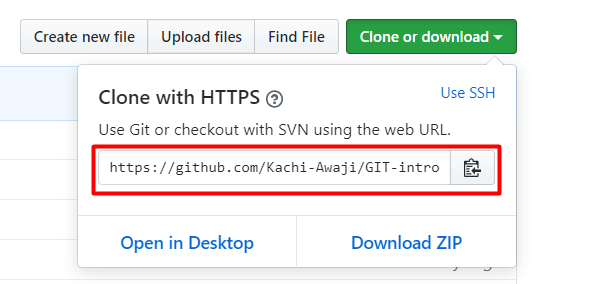 Create new file Upload files Find File Clone or download
Clone with HTTPS Use SSH
Use Git or checkout with SVN using the web URL.
https://github.com/Kachi-Awaji/GIT-intro
Open in Desktop Download ZIP